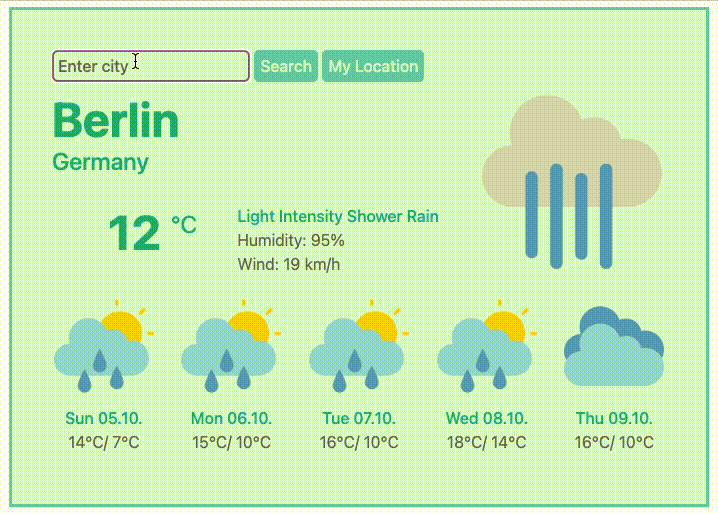 Enter city Search My Location
Berlin
Germany
12 °C
Light Intensity Shower Rain
Humidity: 95%
Wind: 19 km/h
Sun 05.10. Mon 06.10. Tue 07.10. Wed 08.10. Thu 09.10.
14°C/ 7°C 15°C/ 10°C 16°C/ 10°C 18°C/ 14°C 16°C/ 10°C